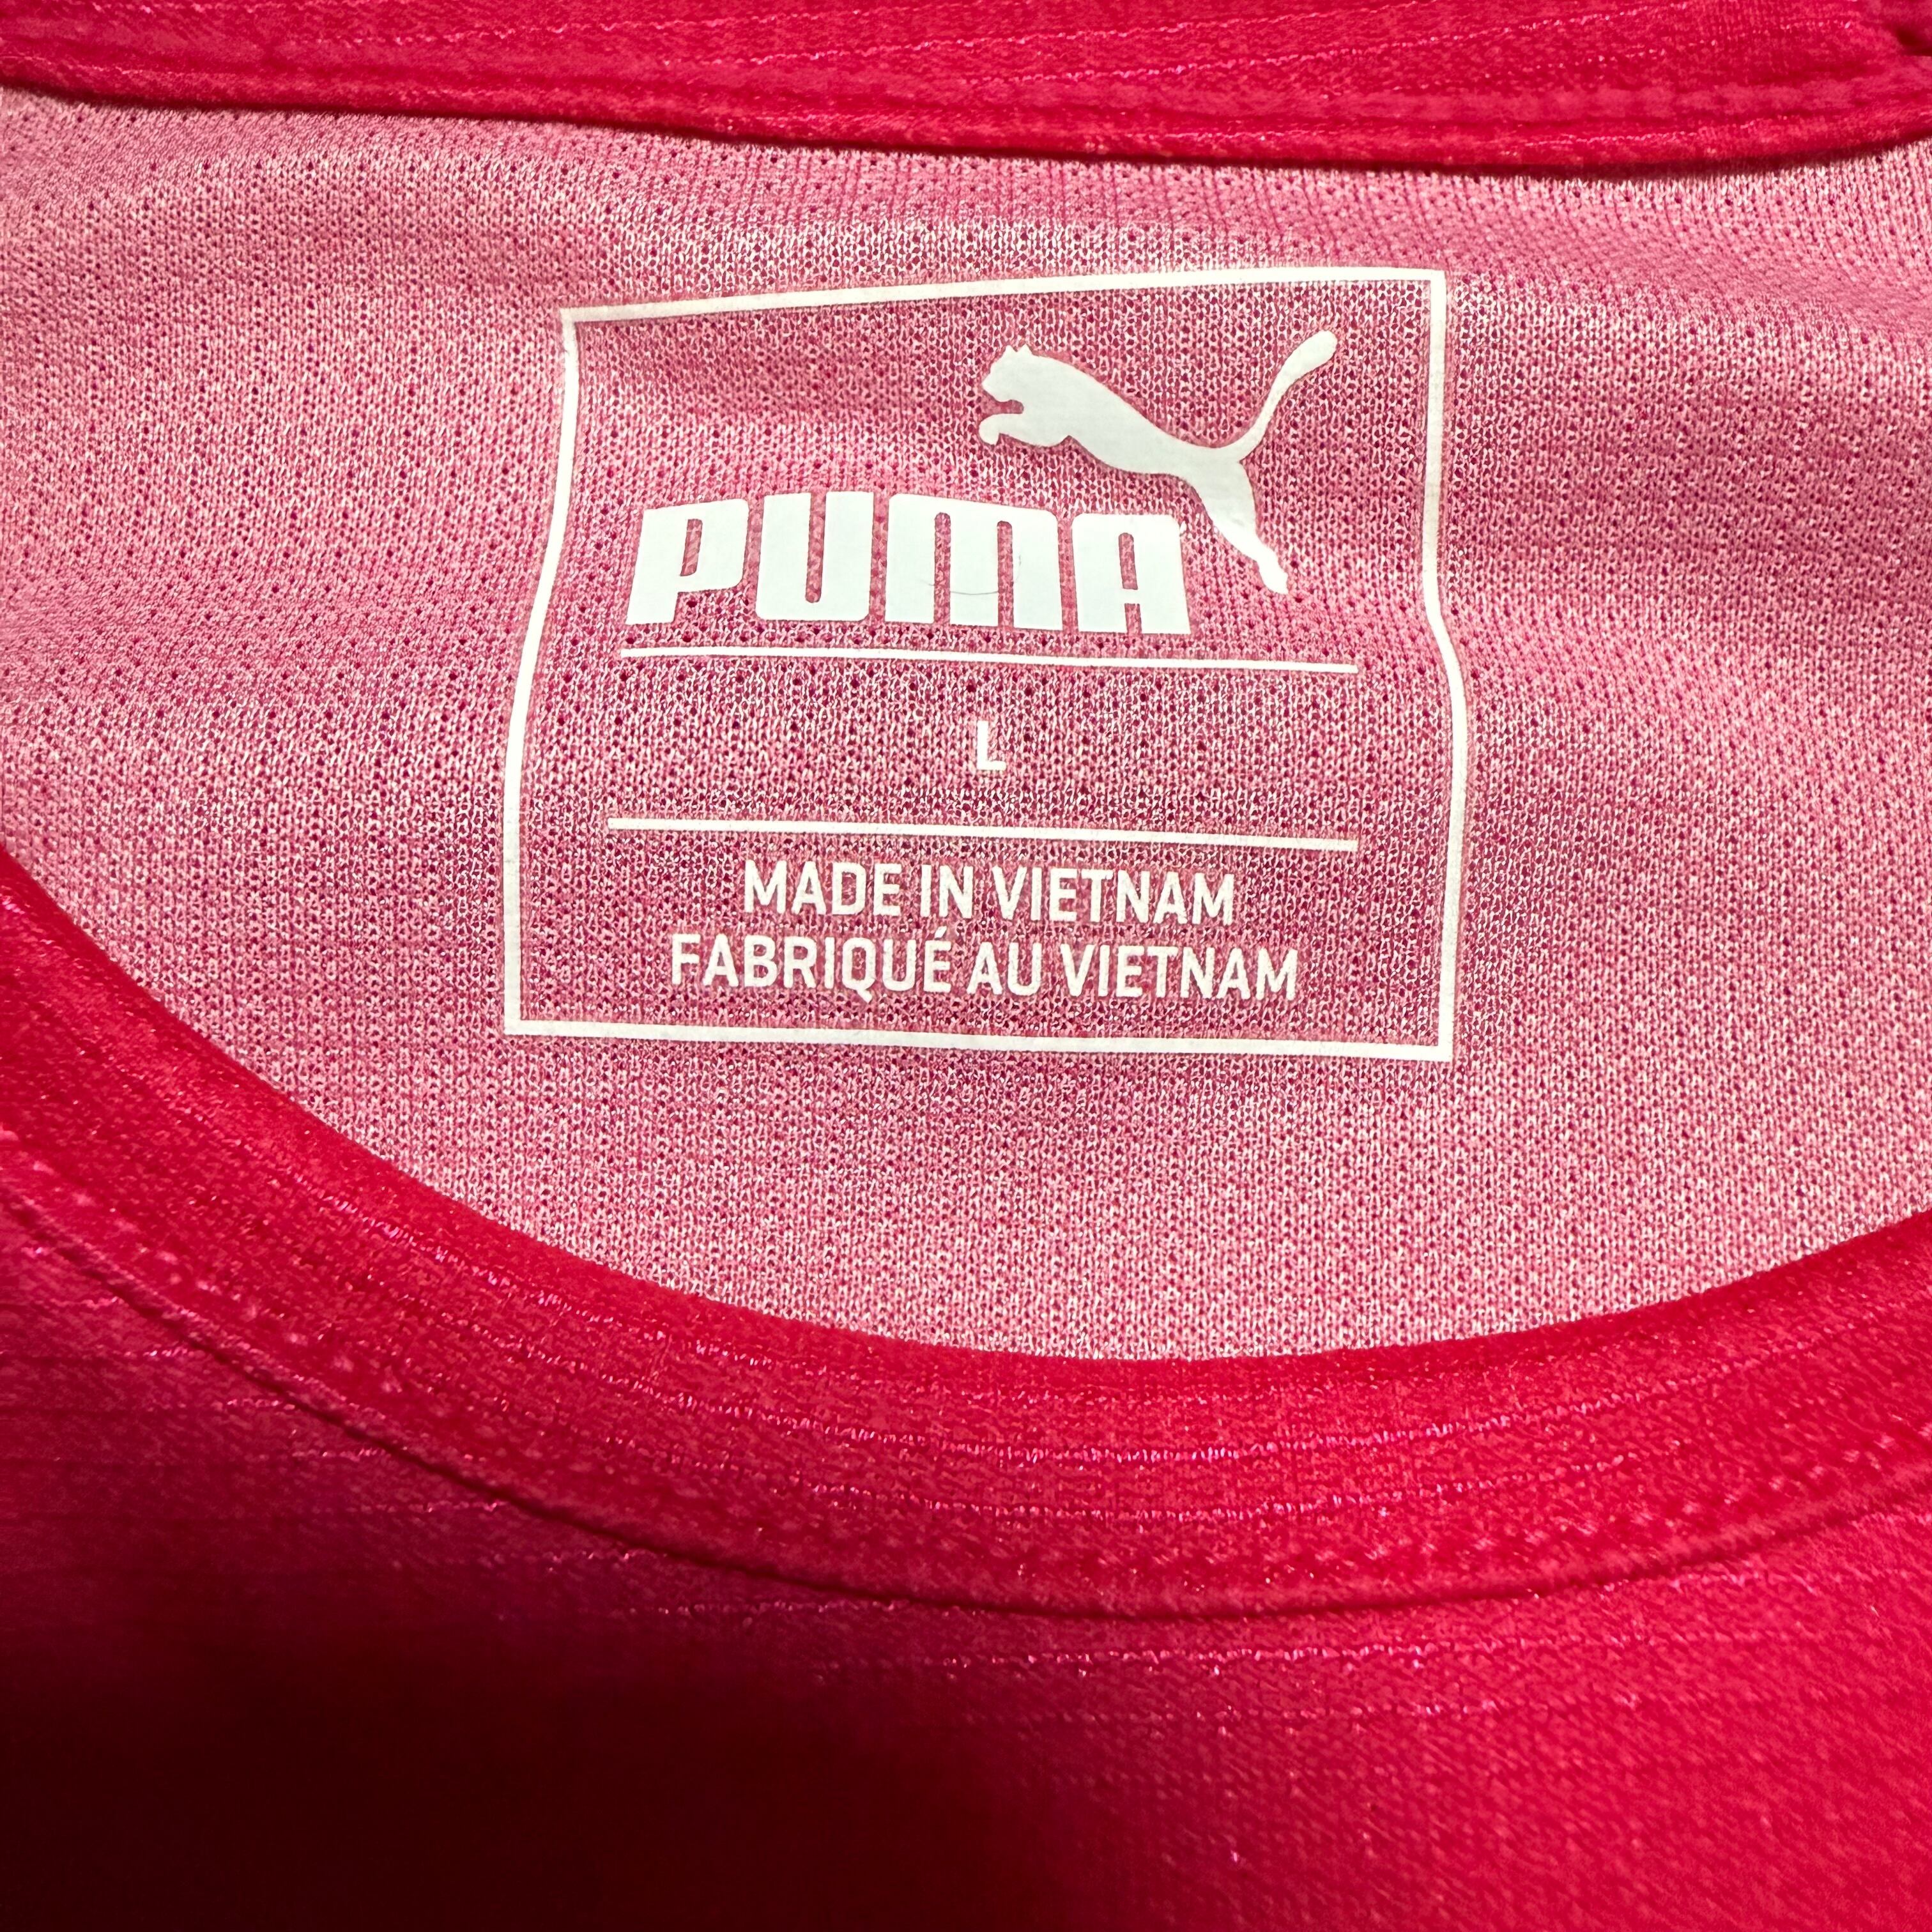 PUMA
L
MADE IN VIETNAM
FABRIQUÉ AU VIETNAM